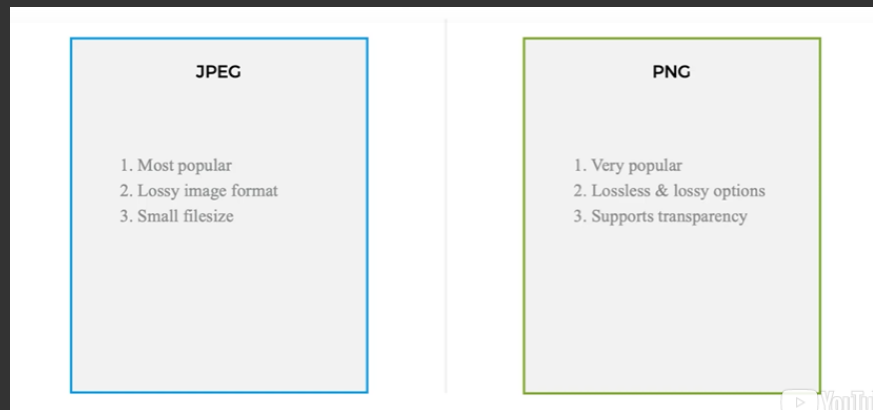 JPEG
1. Most popular
2. Lossy image format
3. Small filesize
PNG
1. Very popular
2. Lossless & lossy options
3. Supports transparency